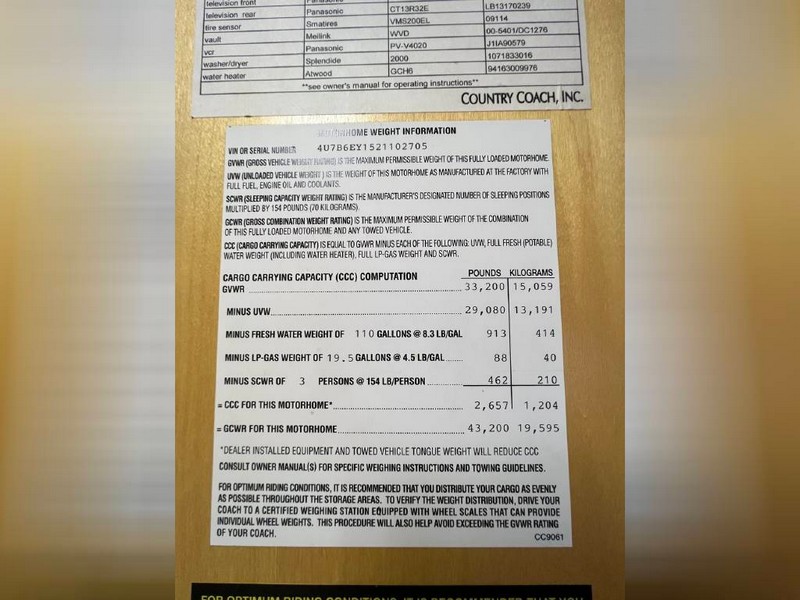 television front Panasonic CT13R32E LB13170239
television rear Panasonic VMS200EL 09114
fire sensor Smatires WVD 00-5401/DC1276
vault Meilink PV-V4020 J1IA90579
vcr Panasonic 2000 1071833016
washer/dryer Splendide GCH6 94163009976
water heater Atwood
**see owner's manual for operating instructions**
COUNTRY COACH, INC.
MOTORHOME WEIGHT INFORMATION
VIN OR SERIAL NUMBER 4U7B6EY1521102705
GVWR (GROSS VEHICLE WEIGHT RATING) IS THE MAXIMUM PERMISSIBLE WEIGHT OF THIS FULLY LOADED MOTORHOME.
UVW (UNLOADED VEHICLE WEIGHT ) IS THE WEIGHT OF THIS MOTORHOME AS MANUFACTURED AT THE FACTORY WITH
FULL FUEL, ENGINE OIL AND COOLANTS.
SCWR (SLEEPING CAPACITY WEIGHT RATING) IS THE MANUFACTURER'S DESIGNATED NUMBER OF SLEEPING POSITIONS
MULTIPLIED BY 154 POUNDS (70 KILOGRAMS).
GCWR (GROSS COMBINATION WEIGHT RATING) IS THE MAXIMUM PERMISSIBLE WEIGHT OF THE COMBINATION
OF THIS FULLY LOADED MOTORHOME AND ANY TOWED VEHICLE.
CCC (CARGO CARRYING CAPACITY) IS EQUAL TO GVWR MINUS EACH OF THE FOLLOWING: UVW, FULL FRESH (POTABLE)
WATER WEIGHT (INCLUDING WATER HEATER), FULL LP-GAS WEIGHT AND SCWR.
CARGO CARRYING CAPACITY (CCC) COMPUTATION POUNDS KILOGRAMS
GVWR 33,200 15,059
MINUS UVW 29,080 13,191
MINUS FRESH WATER WEIGHT OF 110 GALLONS @ 8.3 LB/GAL 913 414
MINUS LP-GAS WEIGHT OF 19.5 GALLONS @ 4.5 LB/GAL 88 40
MINUS SCWR OF 3 PERSONS @ 154 LB/PERSON 462 210
= CCC FOR THIS MOTORHOME* 2,657 1,204
= GCWR FOR THIS MOTORHOME 43,200 19,595
*DEALER INSTALLED EQUIPMENT AND TOWED VEHICLE TONGUE WEIGHT WILL REDUCE CCC
CONSULT OWNER MANUAL(S) FOR SPECIFIC WEIGHING INSTRUCTIONS AND TOWING GUIDELINES.
FOR OPTIMUM RIDING CONDITIONS, IT IS RECOMMENDED THAT YOU DISTRIBUTE YOUR CARGO AS EVENLY
AS POSSIBLE THROUGHOUT THE STORAGE AREAS. TO VERIFY THE WEIGHT DISTRIBUTION, DRIVE YOUR
COACH TO A CERTIFIED WEIGHING STATION EQUIPPED WITH WHEEL SCALES THAT CAN PROVIDE
INDIVIDUAL WHEEL WEIGHTS. THIS PROCEDURE WILL ALSO HELP AVOID EXCEEDING THE GVWR RATING
OF YOUR COACH.
CC9061
FOR OPTIMUM RIDING CONDITIONS, IT IS RECOMMENDED THAT YOU